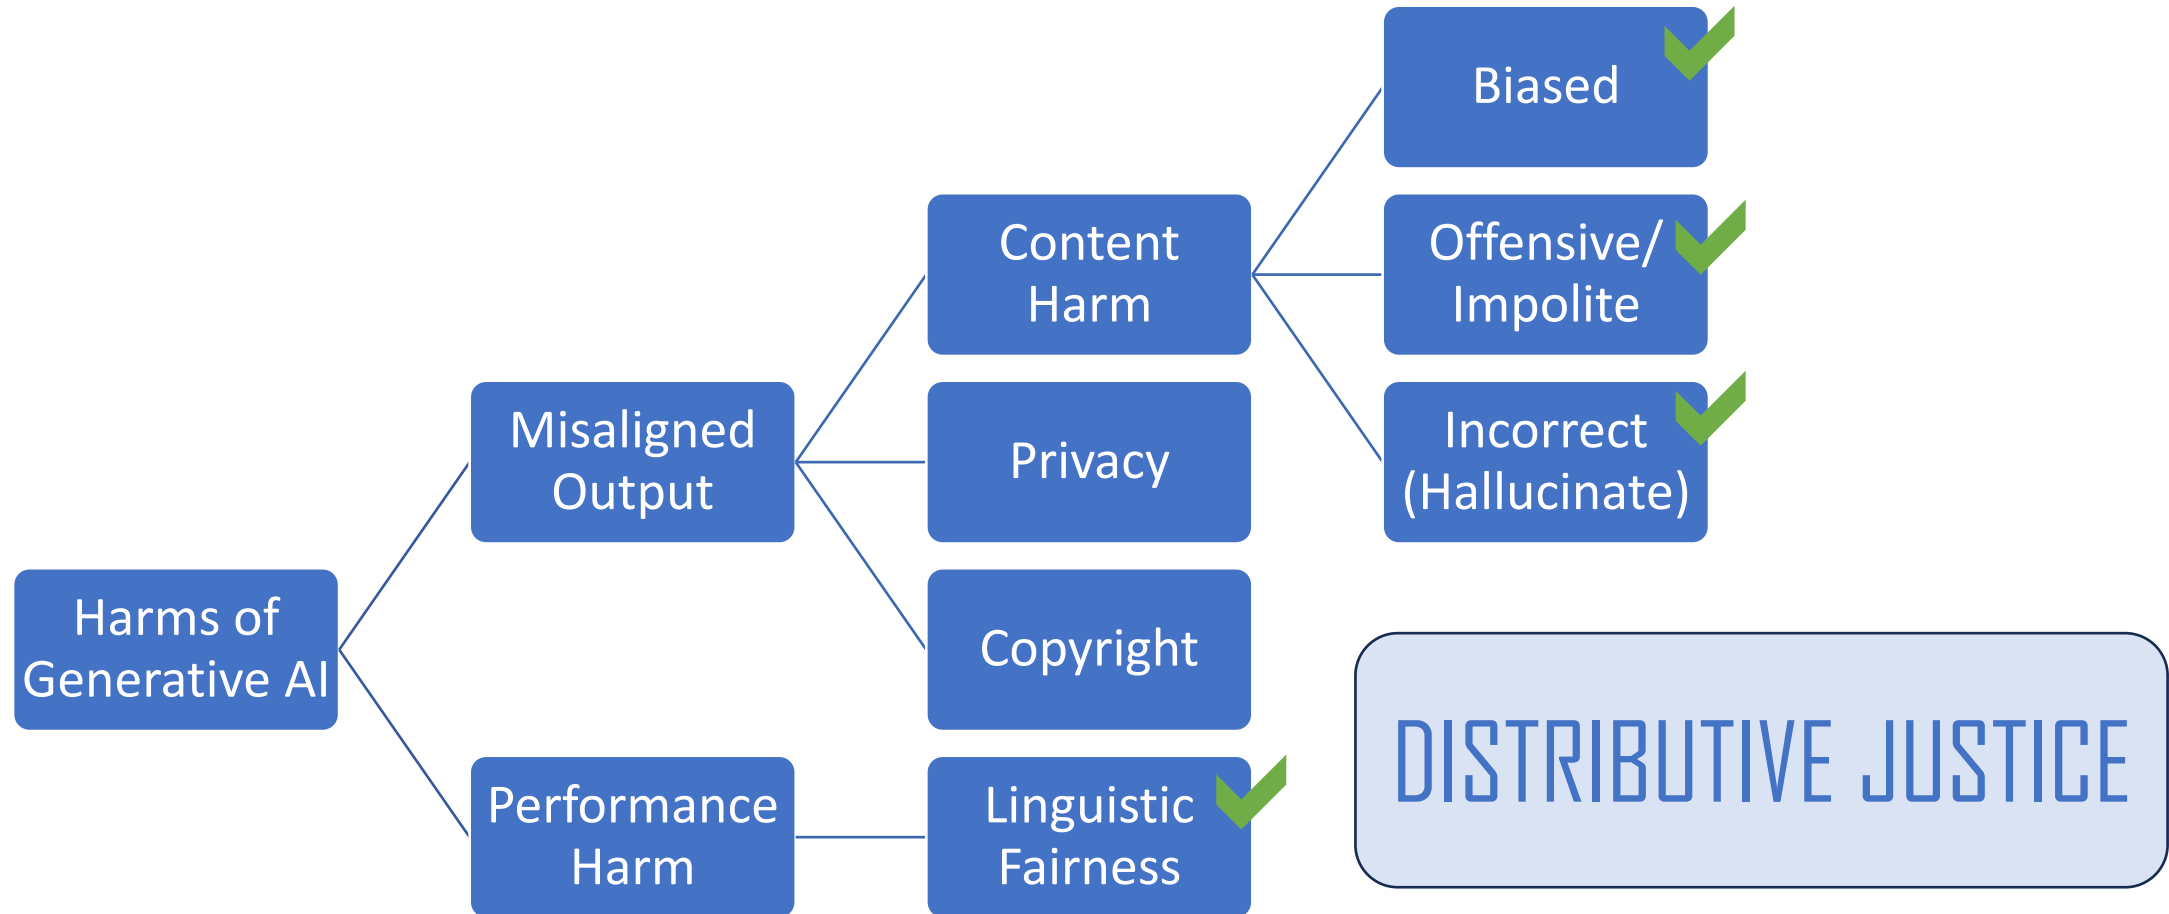 Harms of
Generative AI
Misaligned
Output
Performance
Harm
Content
Harm
Privacy
Copyright
Linguistic
Fairness
Biased
Offensive/
Impolite
Incorrect
(Hallucinate)
DISTRIBUTIVE JUSTICE